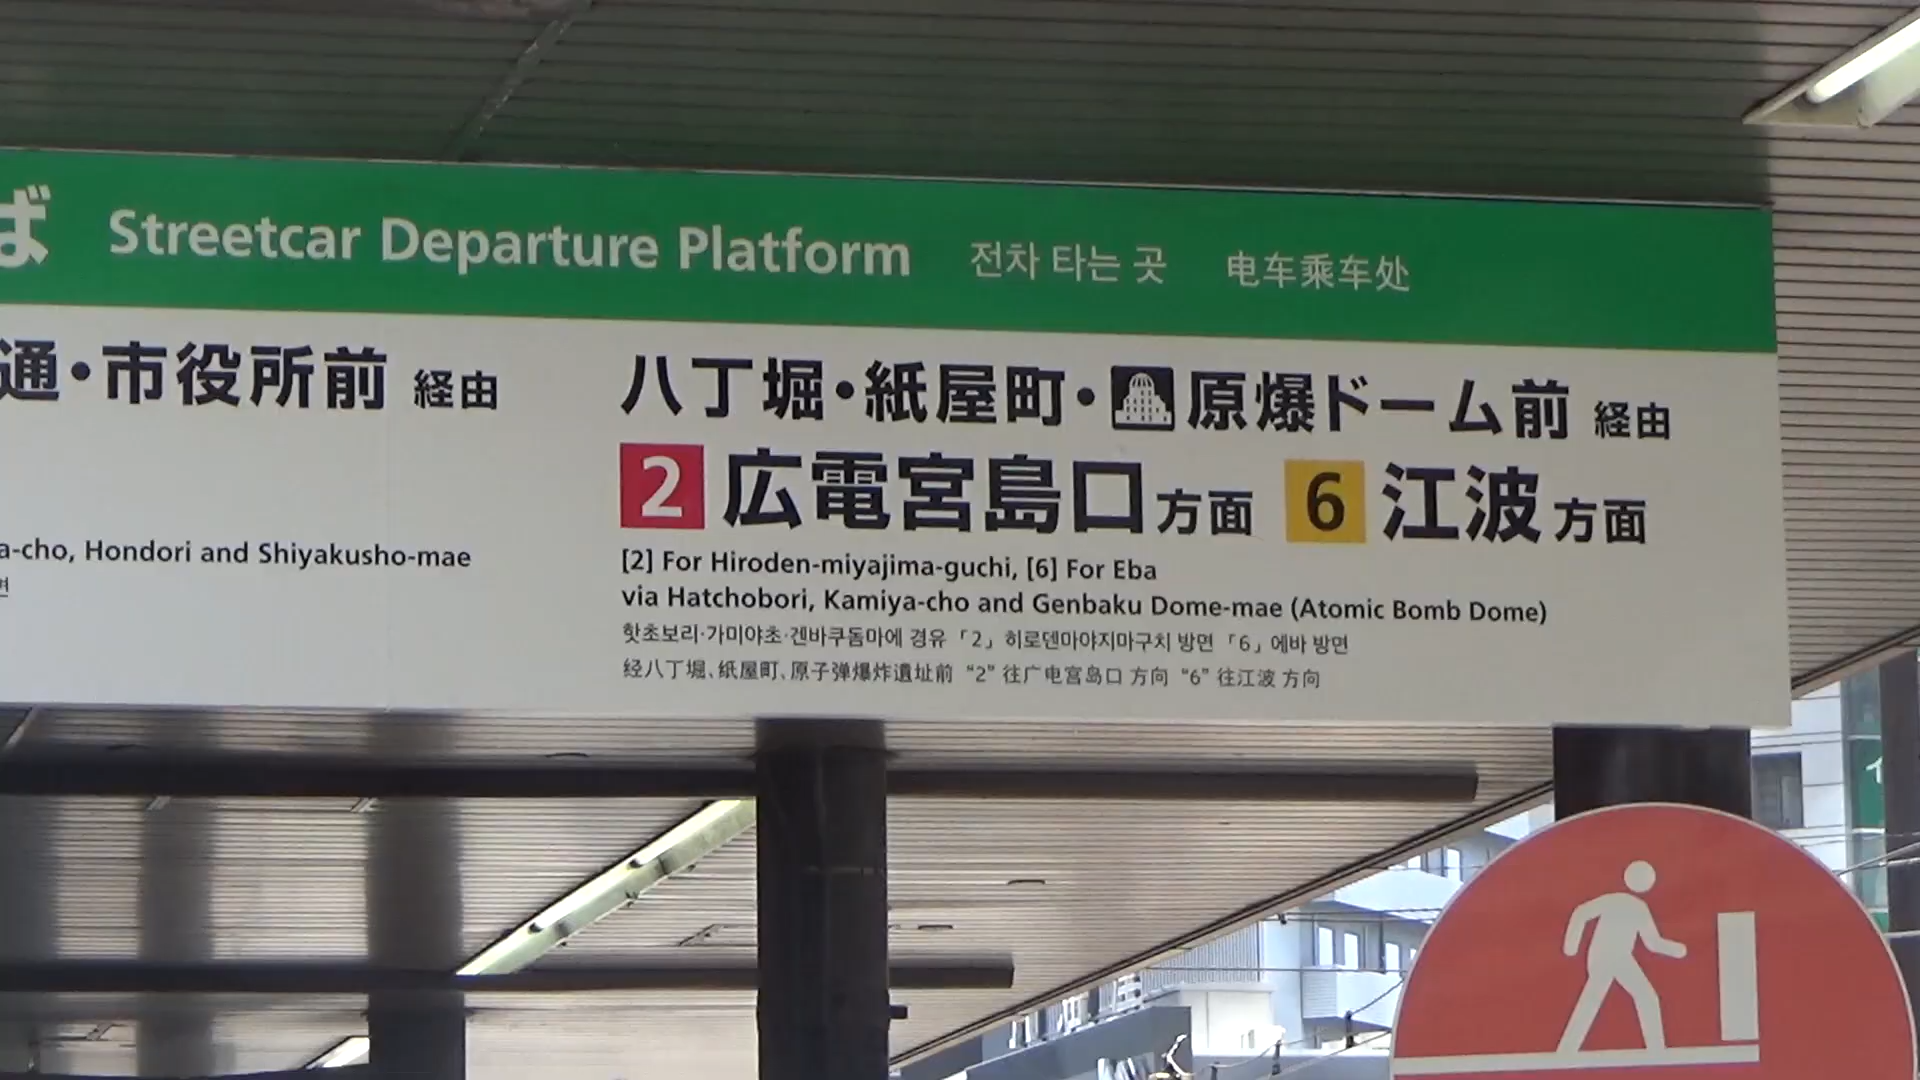 ば Streetcar Departure Platform 전차 타는 곳 电车乘车处
通・市役所前 経由
a-cho, Hondori and Shiyakusho-mae
면
八丁堀・紙屋町・原爆ドーム前 経由
2 広電宮島口方面 6 江波方面
[2] For Hiroden-miyajima-guchi, [6] For Eba
via Hatchobori, Kamiya-cho and Genbaku Dome-mae (Atomic Bomb Dome)
핫초보리·가미야초·겐바쿠돔마에 경유「2」히로덴마야지마구치 방면「6」에바 방면
经八丁堀、紙屋町、原子弹爆炸遺址前 “2” 往广电宫岛口 方向 “6” 往江波 方向